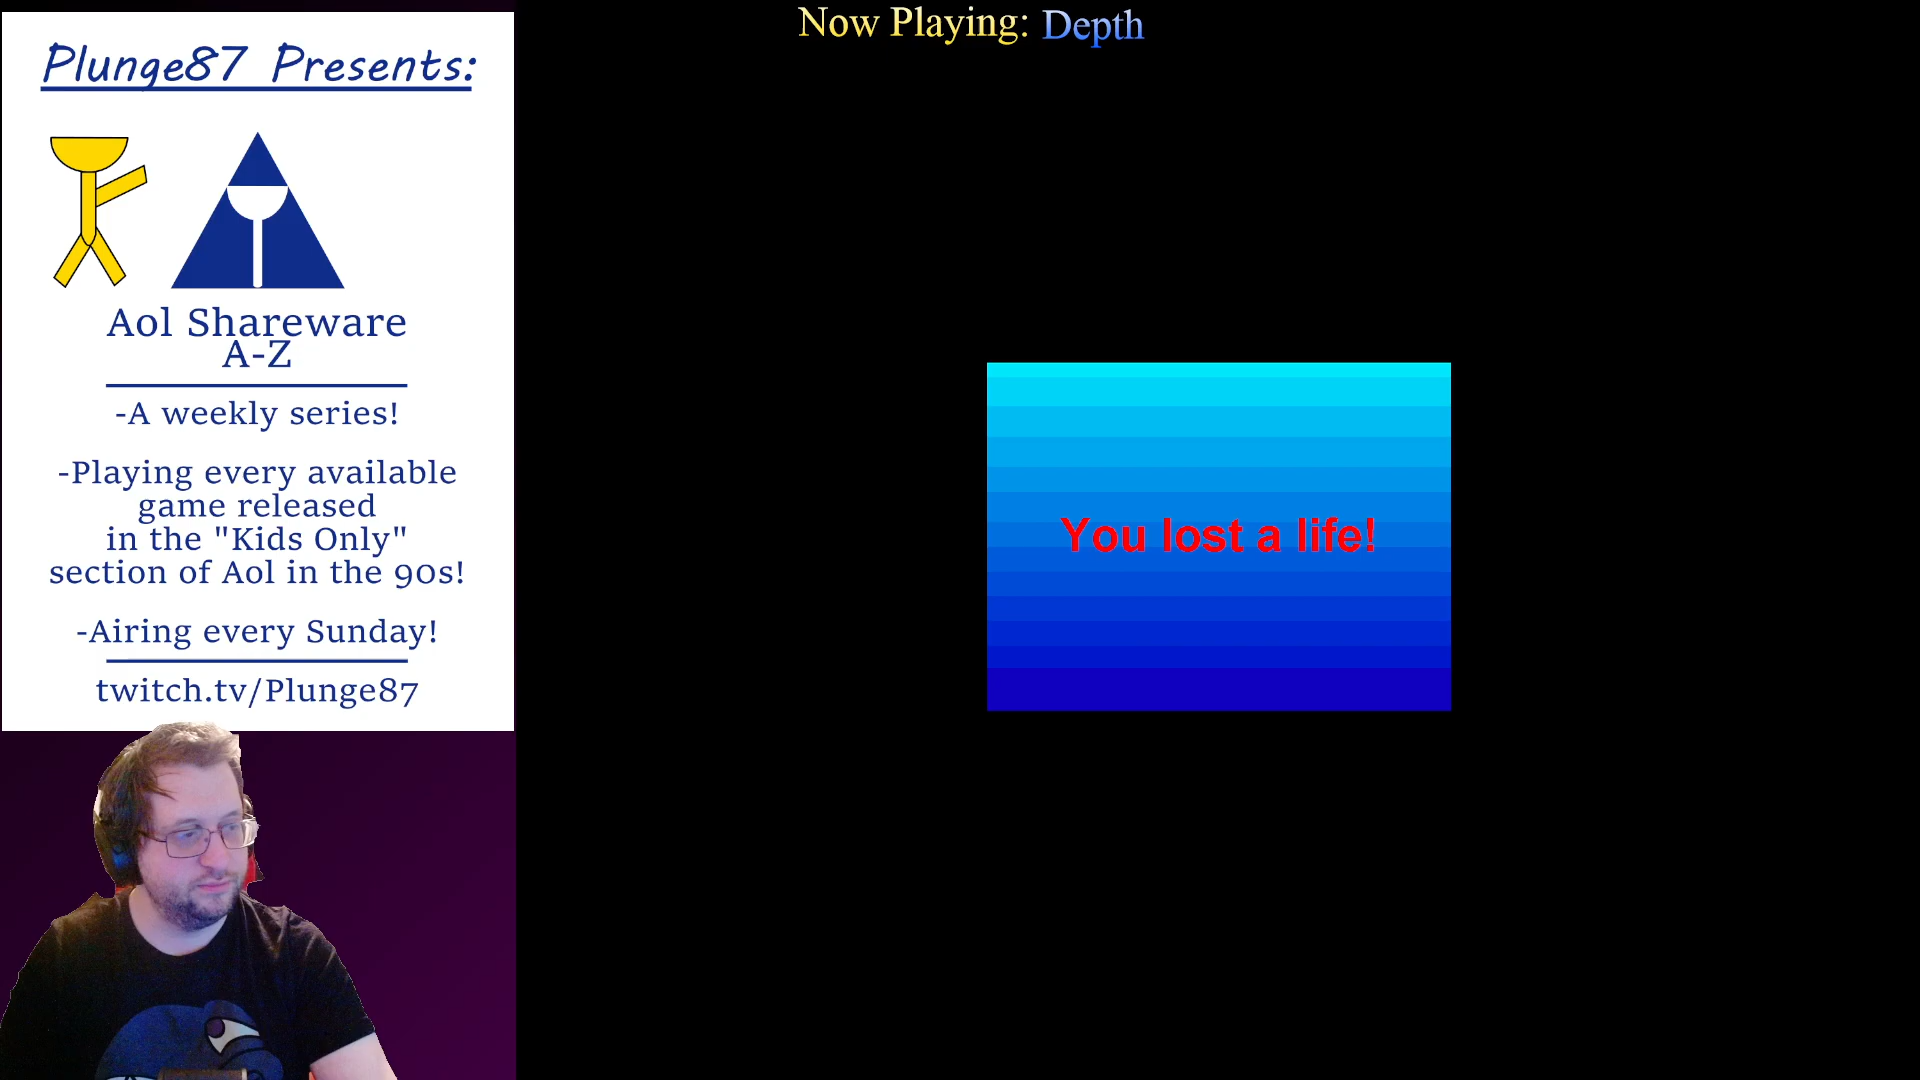 Plunge87 Presents:
Aol Shareware
A-Z
-A weekly series!
-Playing every available
game released
in the "Kids Only"
section of Aol in the 90s!
-Airing every Sunday!
twitch.tv/Plunge87
Now Playing: Depth
You lost a life!